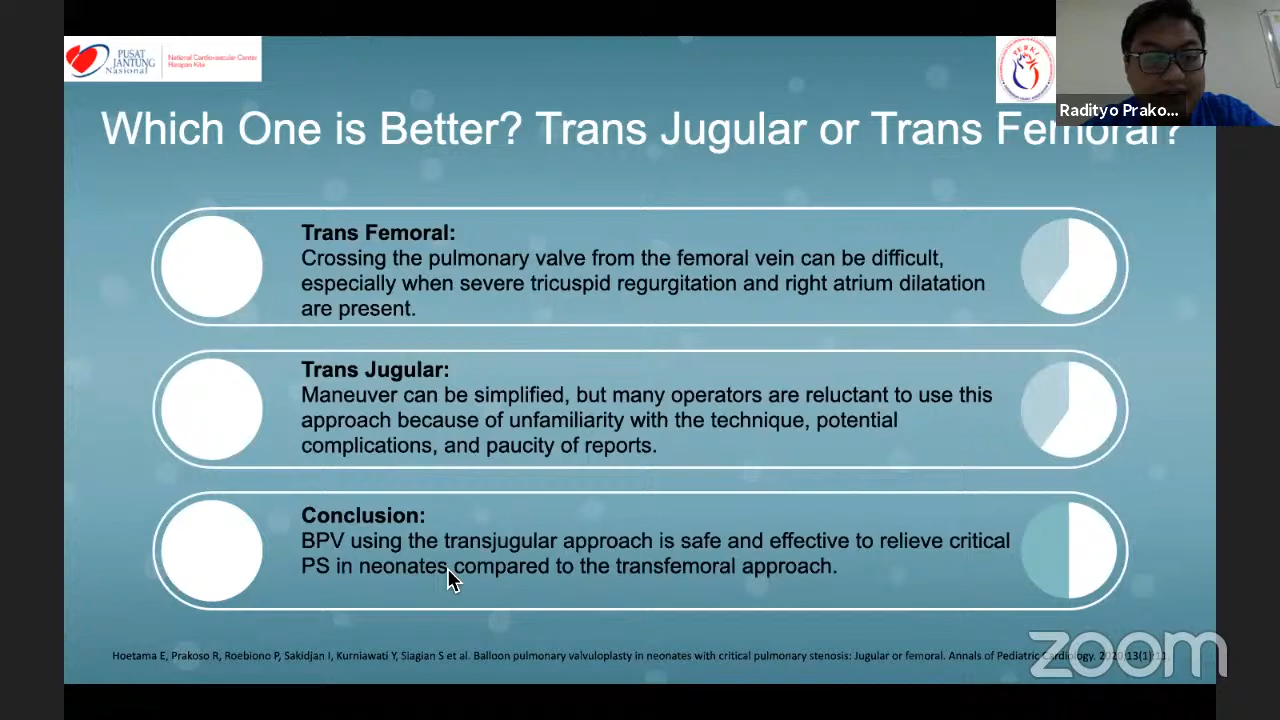 PUSAT
JANTUNG
Nasional
National Cardiovascular Center
Harapan Kita
PERKI
Radityo Prako...
Which One is Better? Trans Jugular or Trans Femoral?
Trans Femoral:
Crossing the pulmonary valve from the femoral vein can be difficult,
especially when severe tricuspid regurgitation and right atrium dilatation
are present.
Trans Jugular:
Maneuver can be simplified, but many operators are reluctant to use this
approach because of unfamiliarity with the technique, potential
complications, and paucity of reports.
Conclusion:
BPV using the transjugular approach is safe and effective to relieve critical
PS in neonates compared to the transfemoral approach.
Hoetama E, Prakoso R, Roebiono P, Sakidjan I, Kurniawati Y, Siagian S et al. Balloon pulmonary valvuloplasty in neonates with critical pulmonary stenosis: Jugular or femoral. Annals of Pediatric Cardiology. 2020;13(1):11.
zoom